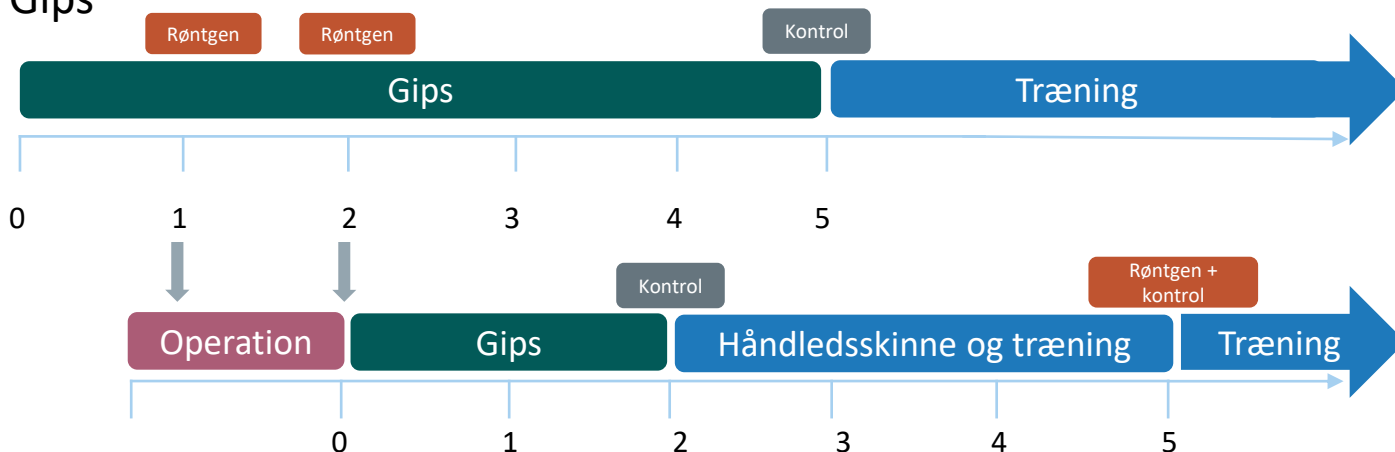 Gips
Røntgen
Røntgen
Kontrol
Gips
Træning
0 1 2 3 4 5
Kontrol
Røntgen +
kontrol
Operation
Gips
Håndledsskinne og træning
Træning
0 1 2 3 4 5